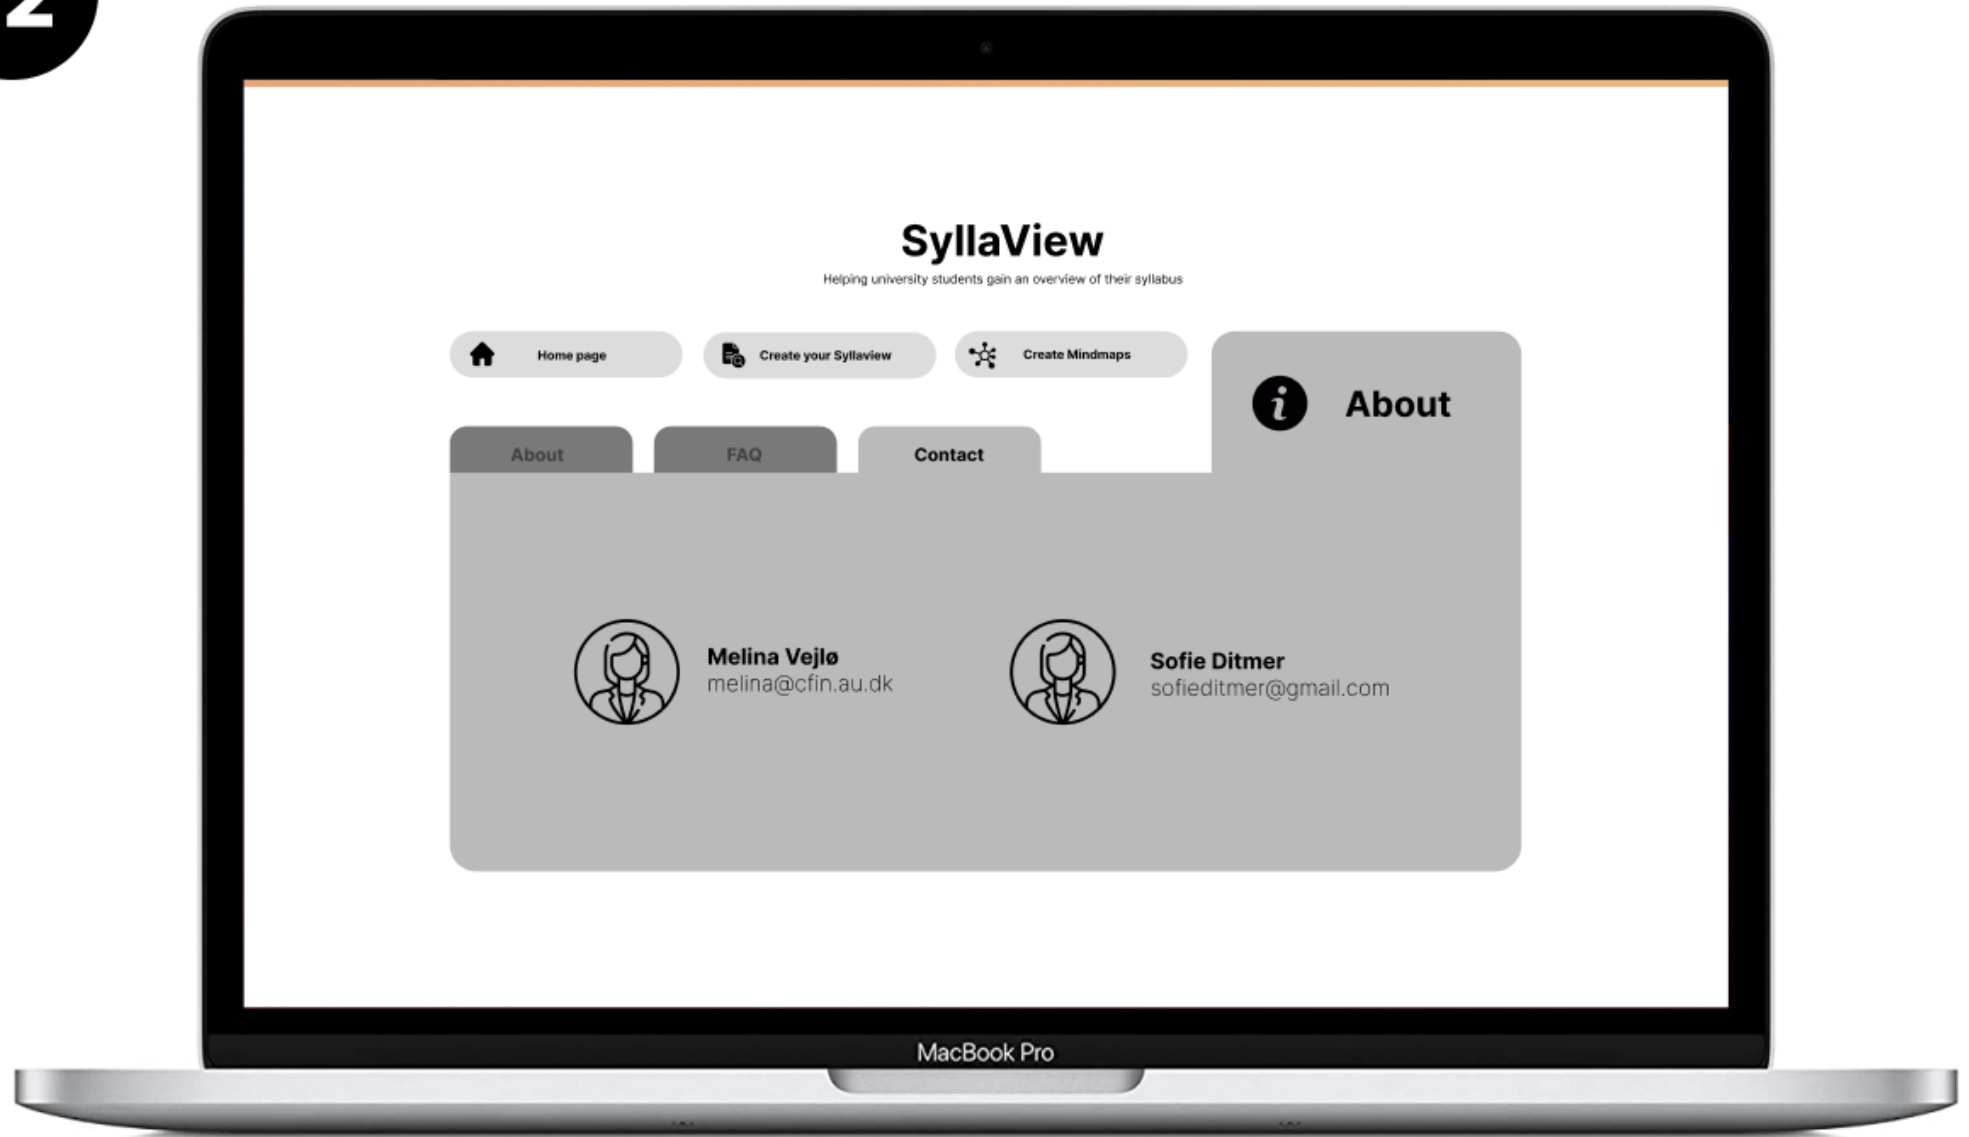 2
SyllaView
Helping university students gain an overview of their syllabus
Home page
Create your Syllaview
Create Mindmaps
i About
About
FAQ
Contact
Melina Vejlø
melina@cfin.au.dk
Sofie Ditmer
sofieditmer@gmail.com
MacBook Pro